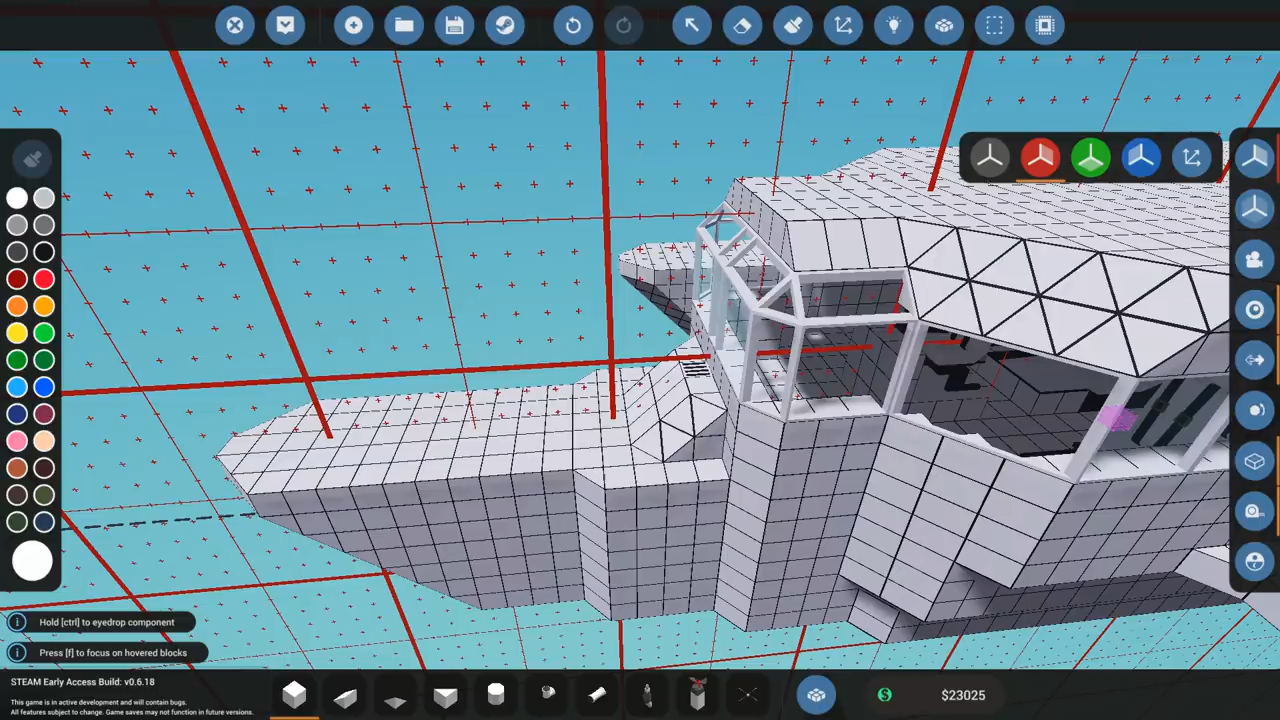 Hold [ctrl] to eyedrop component
Press [f] to focus on hovered blocks
STEAM Early Access Build: v0.6.18
This game is in active development and will contain bugs.
All features subject to change. Game saves may not function in future versions.
$ $23025